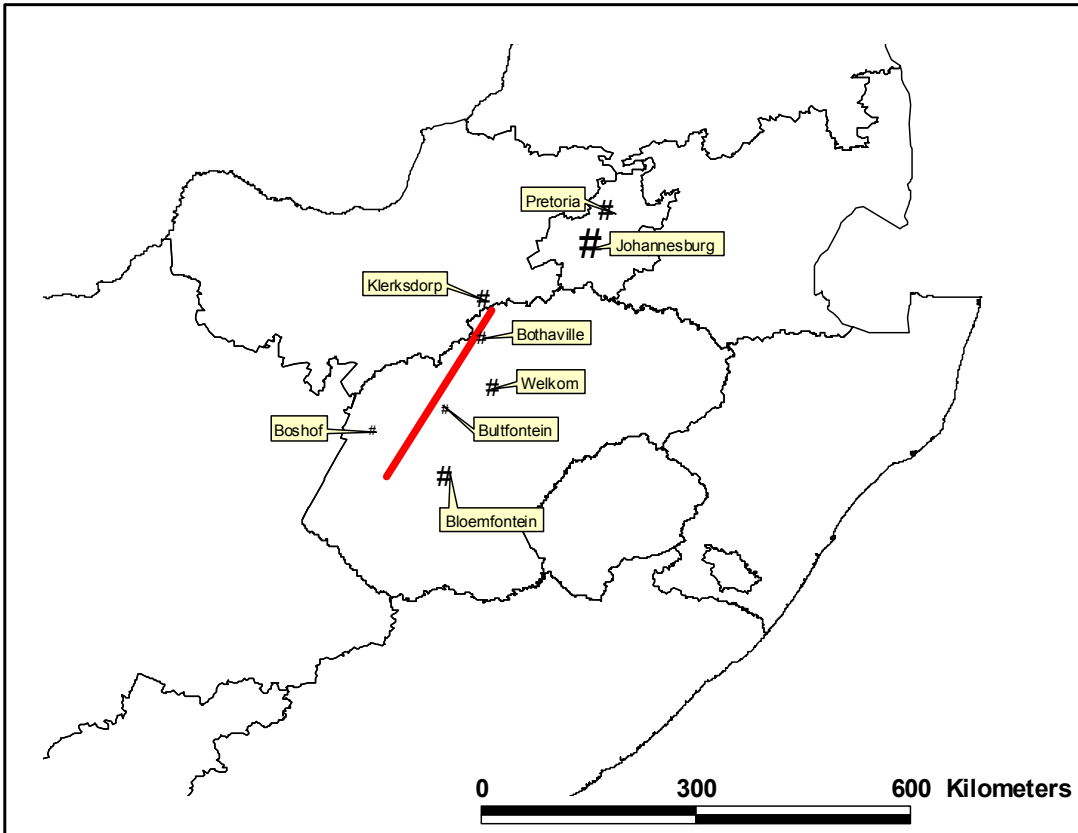 Pretoria
#
#
Johannesburg
Klerksdorp
#
#
Bothaville
#
Welkom
Boshof
#
#
Bultfontein
#
Bloemfontein
0 300 600 Kilometers